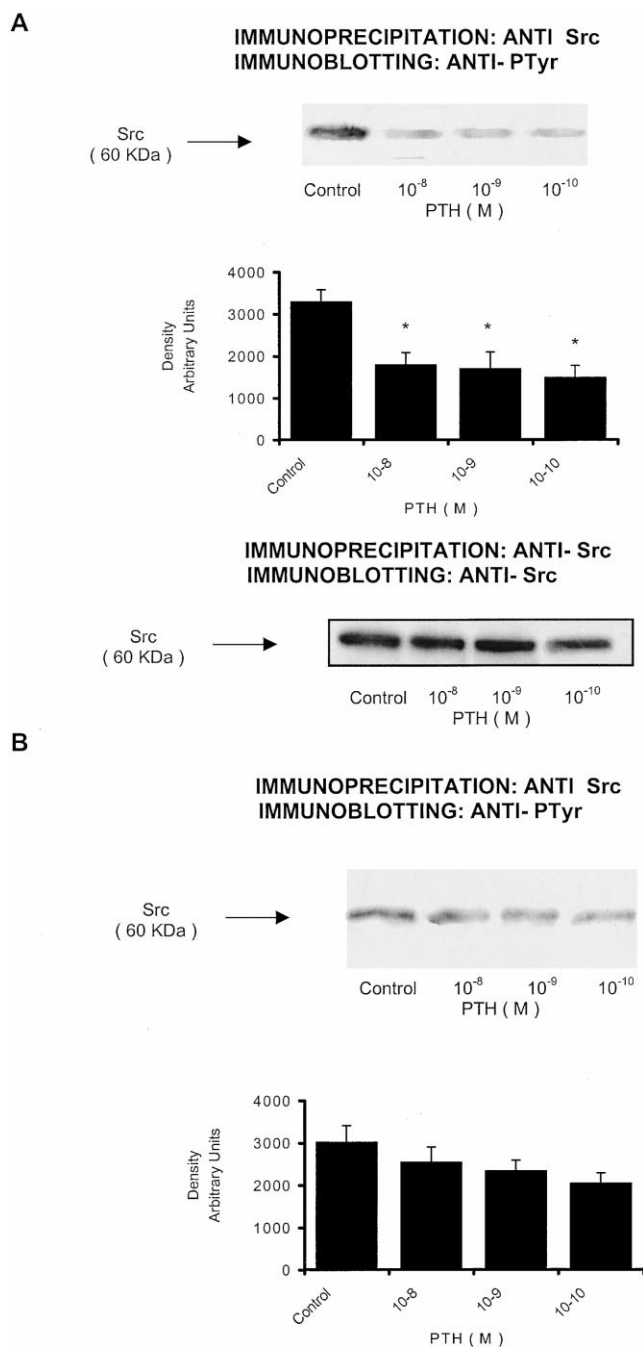 A
IMMUNOPRECIPITATION: ANTI Src
IMMUNOBLOTTING: ANTI- PTyr
Src
( 60 KDa )
Control 10⁻⁸ 10⁻⁹ 10⁻¹⁰
PTH ( M )
Density
Arbitrary Units
4000
3000
2000
1000
0
* * *
Control 10-8 10-9 10-10
PTH ( M )
IMMUNOPRECIPITATION: ANTI- Src
IMMUNOBLOTTING: ANTI- Src
Src
( 60 KDa )
Control 10⁻⁸ 10⁻⁹ 10⁻¹⁰
PTH ( M )
B
IMMUNOPRECIPITATION: ANTI Src
IMMUNOBLOTTING: ANTI- PTyr
Src
( 60 KDa )
Control 10⁻⁸ 10⁻⁹ 10⁻¹⁰
PTH ( M )
Density
Arbitrary Units
4000
3000
2000
1000
0
Control 10-8 10-9 10-10
PTH ( M )